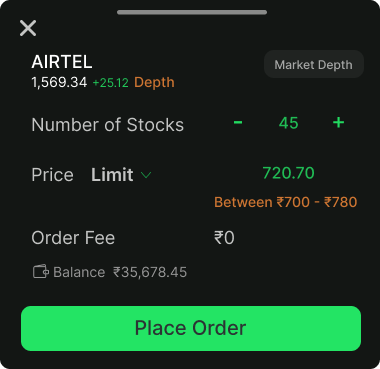 AIRTEL
Market Depth
1,569.34 +25.12 Depth
Number of Stocks - 45 +
Price Limit 720.70
Between ₹700 - ₹780
Order Fee ₹0
Balance ₹35,678.45
Place Order